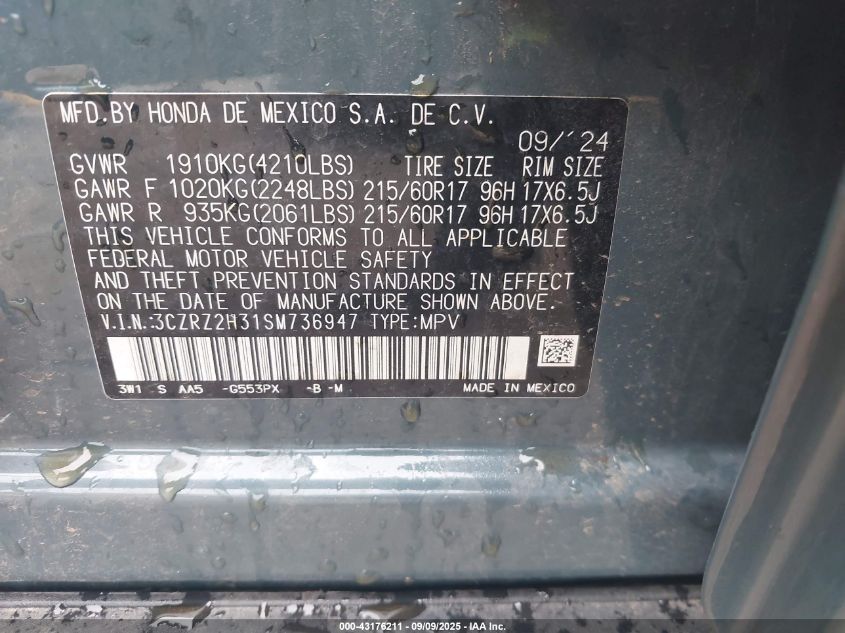 MFD.BY HONDA DE MEXICO S.A. DE C.V.
09/´24
GVWR 1910KG(4210LBS) TIRE SIZE RIM SIZE
GAWR F 1020KG(2248LBS) 215/60R17 96H 17X6.5J
GAWR R 935KG(2061LBS) 215/60R17 96H 17X6.5J
THIS VEHICLE CONFORMS TO ALL APPLICABLE
FEDERAL MOTOR VEHICLE SAFETY
AND THEFT PREVENTION STANDARDS IN EFFECT
ON THE DATE OF MANUFACTURE SHOWN ABOVE.
V.I.N.:3CZRZ2H31SM736947 TYPE:MPV
3W1 -S AA5 -G553PX -B -M MADE IN MEXICO
000-43176211 - 09/09/2025 - IAA Inc.